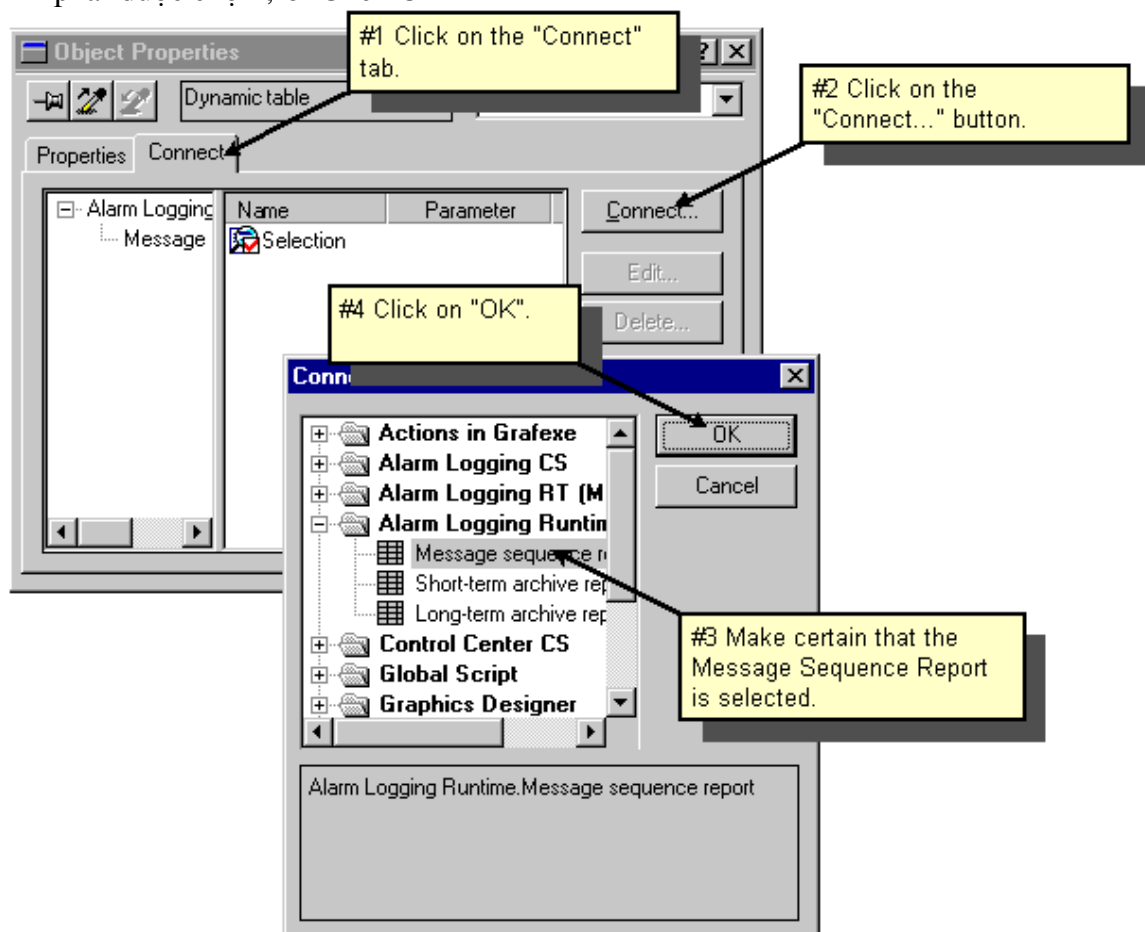 #1 Click on the "Connect"
tab.
Object Properties
Dynamic table
#2 Click on the
"Connect..." button.
Properties Connect
Alarm Logging
Message
Name Parameter
Selection
Connect...
Edit...
Delete...
#4 Click on "OK".
Actions in Grafexe
Alarm Logging CS
Alarm Logging RT (M
Alarm Logging Runtim
Message sequence
Short-term archive
Long-term archive
Control Center CS
Global Script
Graphics Designer
OK
Cancel
#3 Make certain that the
Message Sequence Report
is selected.
Alarm Logging Runtime.Message sequence report